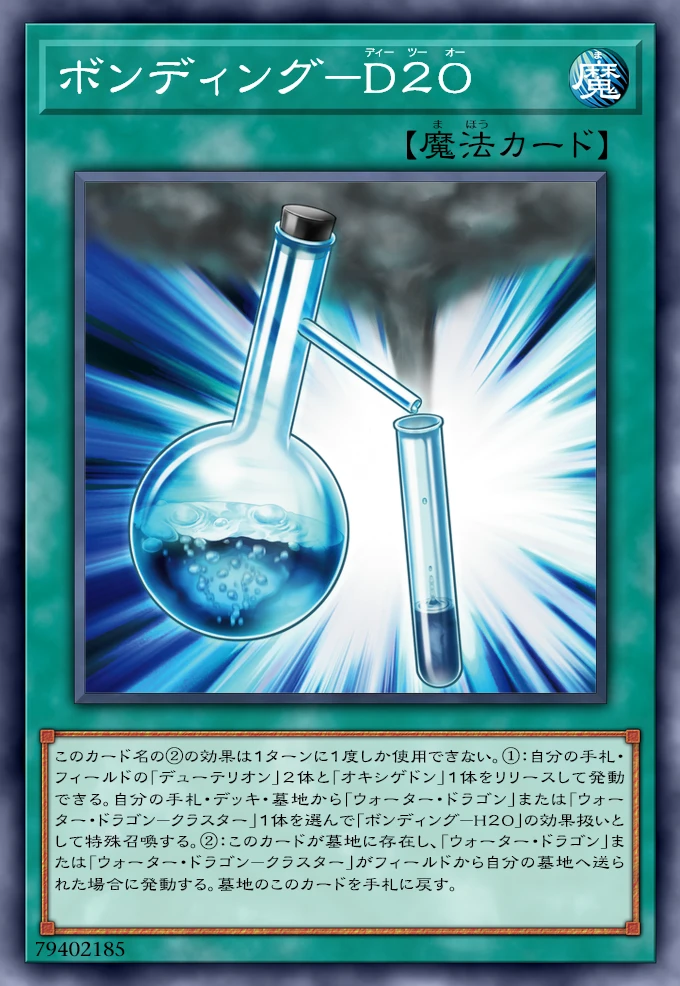 ディー ツー オー
ボンディング－D2O
ま
魔
ま ほう
【魔法カード】
このカード名の②の効果は1ターンに1度しか使用できない。①：自分の手札・
フィールドの「デューテリオン」2体と「オキシゲドン」1体をリリースして発動
できる。自分の手札・デッキ・墓地から「ウォーター・ドラゴン」または「ウォー
ター・ドラゴン－クラスター」1体を選んで「ボンディング－H2O」の効果扱いと
して特殊召喚する。②：このカードが墓地に存在し、「ウォーター・ドラゴン」ま
たは「ウォーター・ドラゴン－クラスター」がフィールドから自分の墓地へ送ら
れた場合に発動する。墓地のこのカードを手札に戻す。
79402185